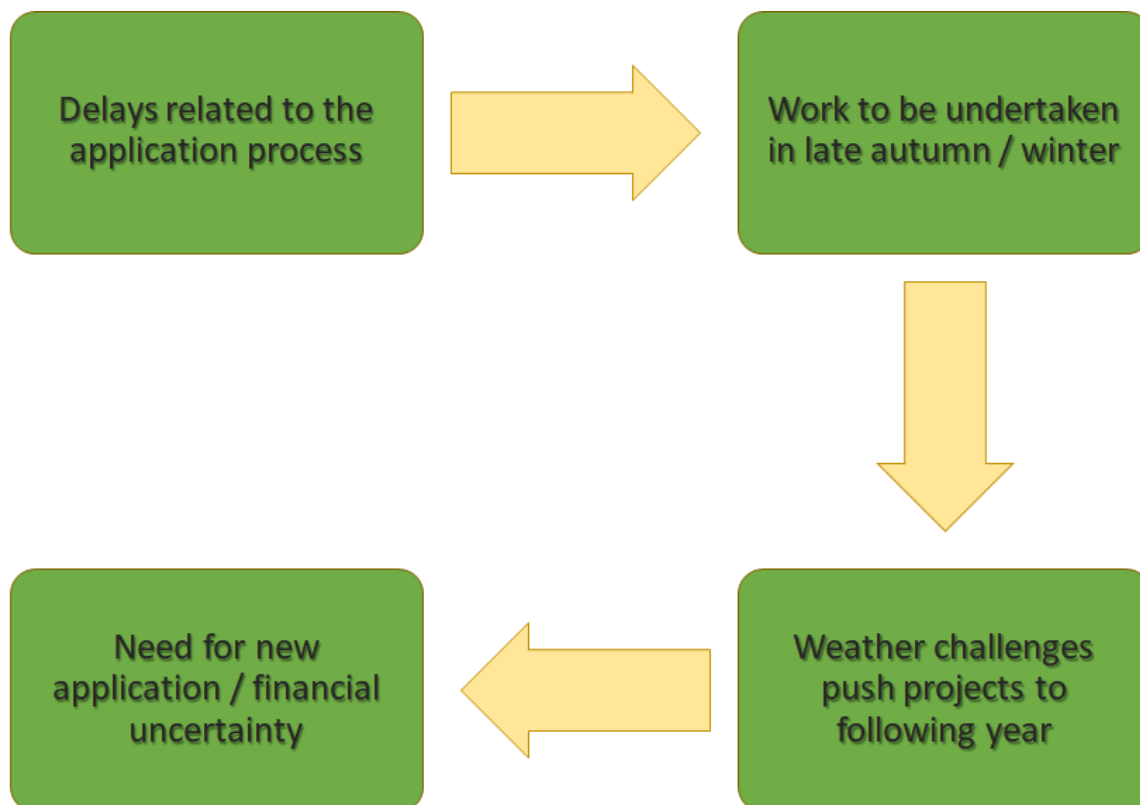 Delays related to the
application process
Work to be undertaken
in late autumn / winter
Weather challenges
push projects to
following year
Need for new
application / financial
uncertainty